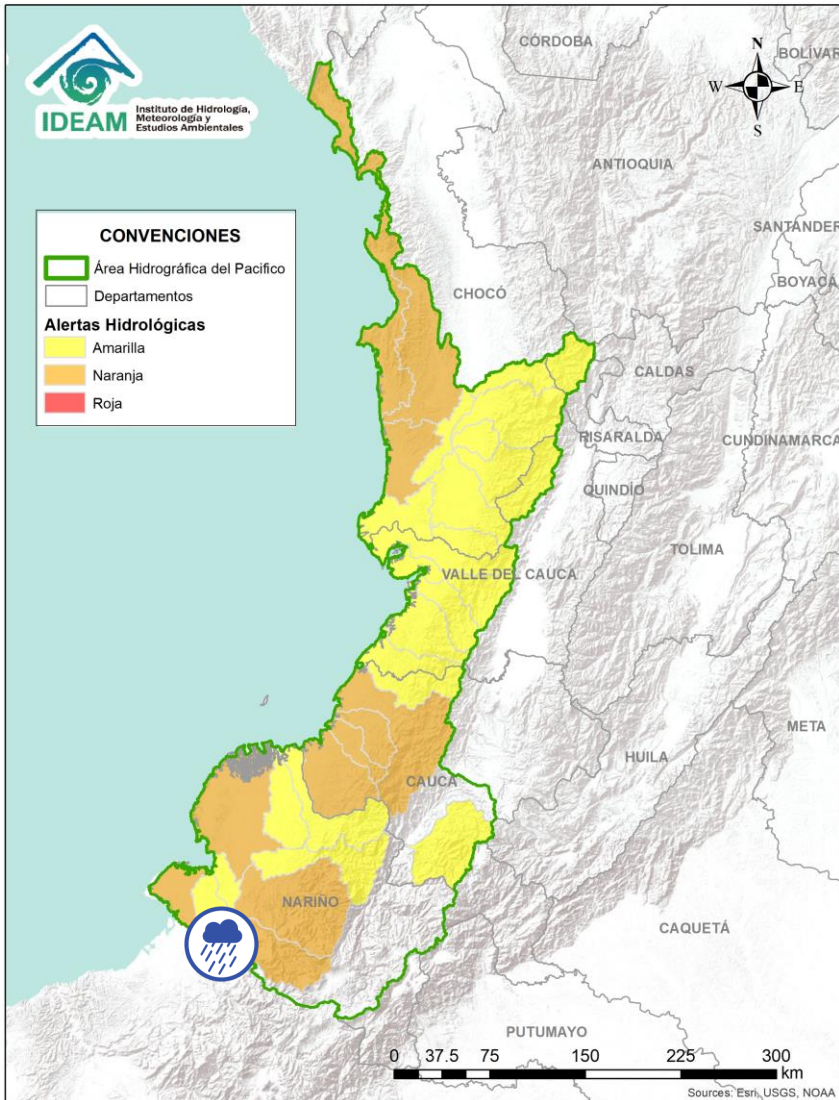 IDEAM
Instituto de Hidrología,
Meteorología y
Estudios Ambientales
CÓRDOBA
BOLÍVAR
N
W
E
S
ANTIOQUIA
CONVENCIONES
Área Hidrográfica del Pacifico
Departamentos
Alertas Hidrológicas
Amarilla
Naranja
Roja
SANTANDER
BOYACÁ
CHOCÓ
CALDAS
RISARALDA
CUNDINAMARCA
QUINDÍO
TOLIMA
VALLE DEL CAUCA
META
HUILA
CAUCA
NARIÑO
CAQUETÁ
PUTUMAYO
0 37.5 75 150 225 300
km
Sources: Esri, USGS, NOAA